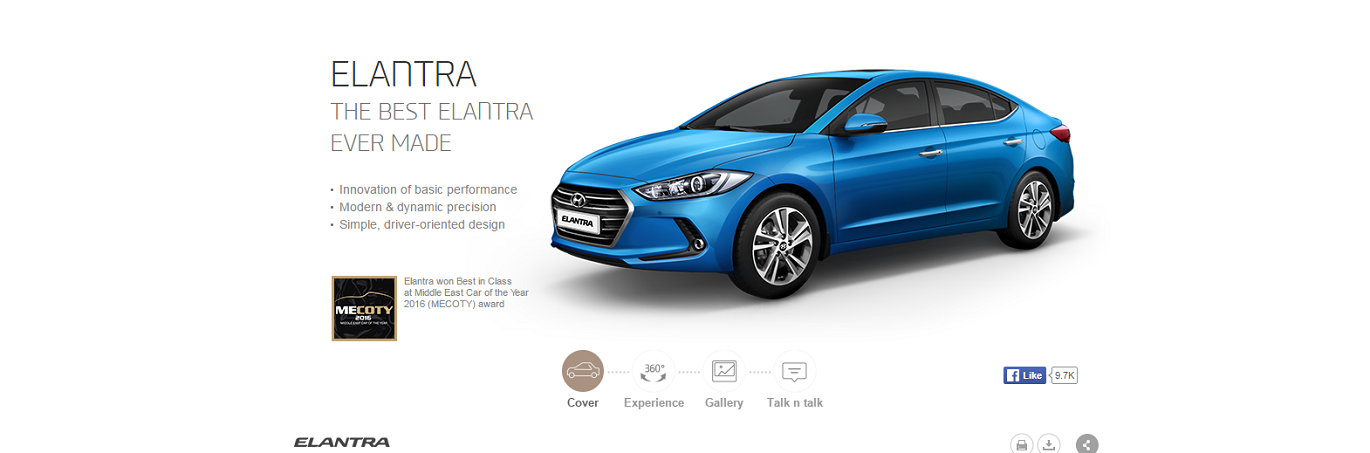 ELANTRA
THE BEST ELANTRA
EVER MADE
• Innovation of basic performance
• Modern & dynamic precision
• Simple, driver-oriented design
ELANTRA
MECOTY
2016
MIDDLE EAST CAR OF THE YEAR
Elantra won Best in Class
at Middle East Car of the Year
2016 (MECOTY) award
360°
Cover
Experience
Gallery
Talk n talk
f Like 9.7K
ELANTRA